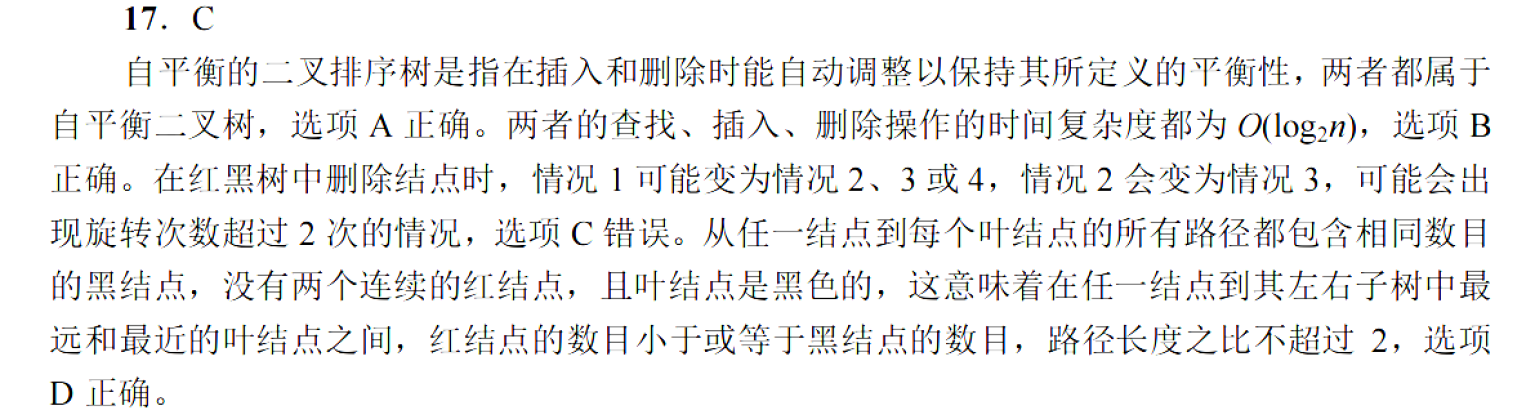 17．C
自平衡的二叉排序树是指在插入和删除时能自动调整以保持其所定义的平衡性，两者都属于
自平衡二叉树，选项 A 正确。两者的查找、插入、删除操作的时间复杂度都为 O(log₂n)，选项 B
正确。在红黑树中删除结点时，情况 1 可能变为情况 2、3 或 4，情况 2 会变为情况 3，可能会出
现旋转次数超过 2 次的情况，选项 C 错误。从任一结点到每个叶结点的所有路径都包含相同数目
的黑结点，没有两个连续的红结点，且叶结点是黑色的，这意味着在任一结点到其左右子树中最
远和最近的叶结点之间，红结点的数目小于或等于黑结点的数目，路径长度之比不超过 2，选项
D 正确。